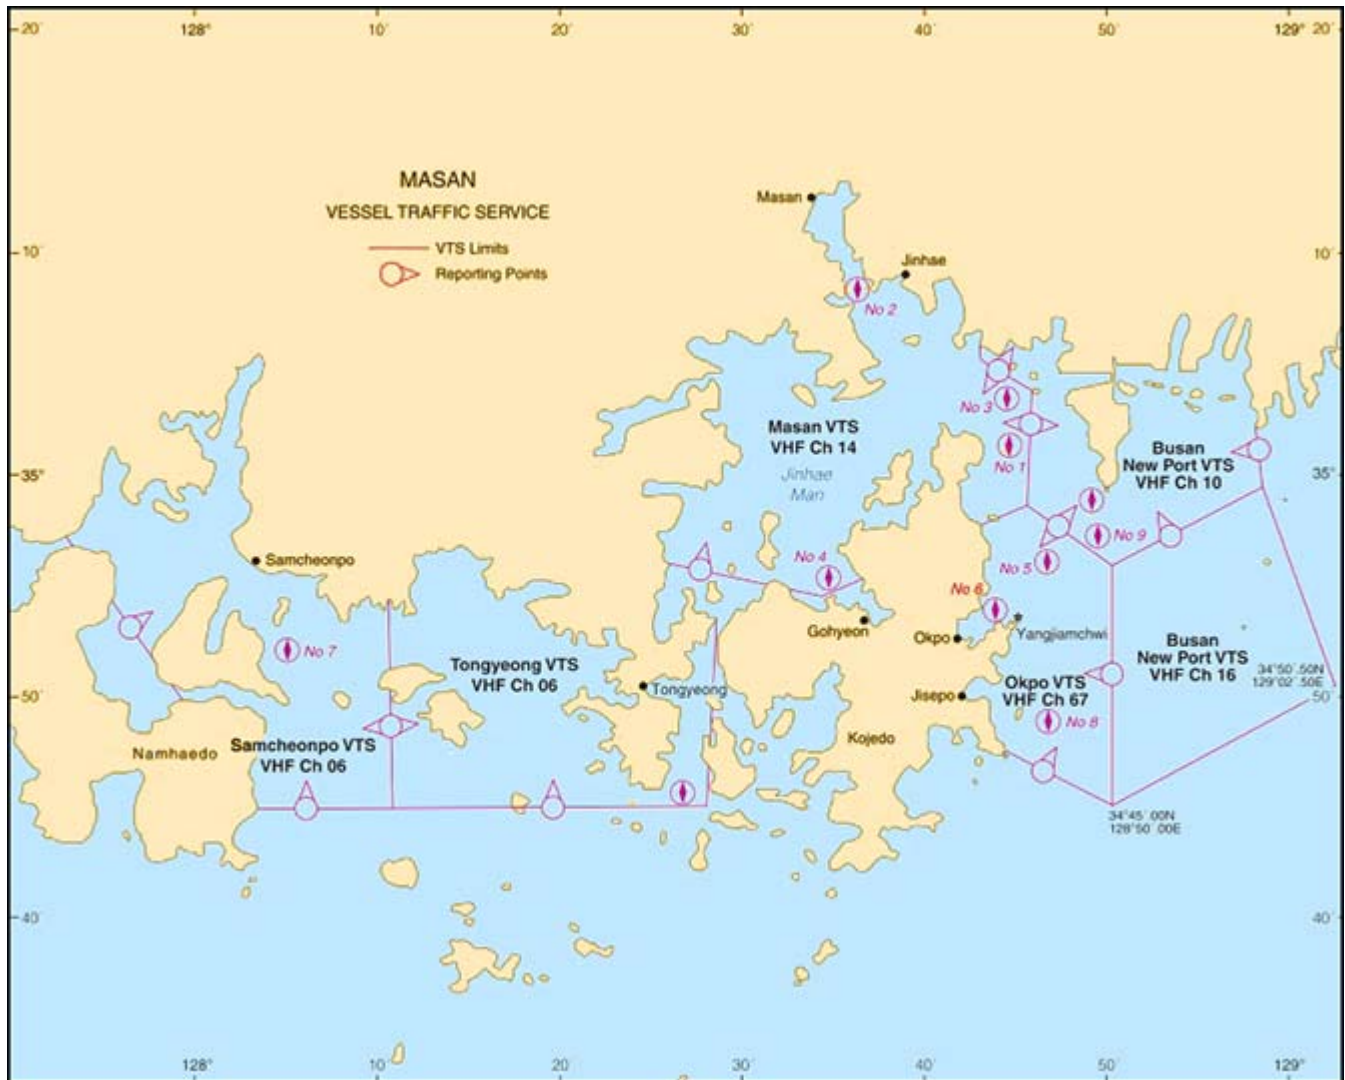 128° 10´ 20´ 30´ 40´ 50´ 129°
20´ 20´
MASAN
VESSEL TRAFFIC SERVICE
VTS Limits
Reporting Points
Masan
10´ 10´
Jinhae
No 2
No 3
Masan VTS
VHF Ch 14
Jinhae
Man
No 1
Busan
New Port VTS
VHF Ch 10
35° 35°
No 9
Samcheonpo
No 4
No 5
No 6
Gohyeon
Okpo
Yangjiamchwi
No 7
Tongyeong VTS
VHF Ch 06
Tongyeong
Busan
New Port VTS
VHF Ch 16
34°50´.50N
129°02´.50E
Okpo VTS
VHF Ch 67
Jisepo
50´ 50´
No 8
Kojedo
Namhaedo
Samcheonpo VTS
VHF Ch 06
34°45´.00N
128°50´.00E
40´ 40´
128° 10´ 20´ 30´ 40´ 50´ 129°